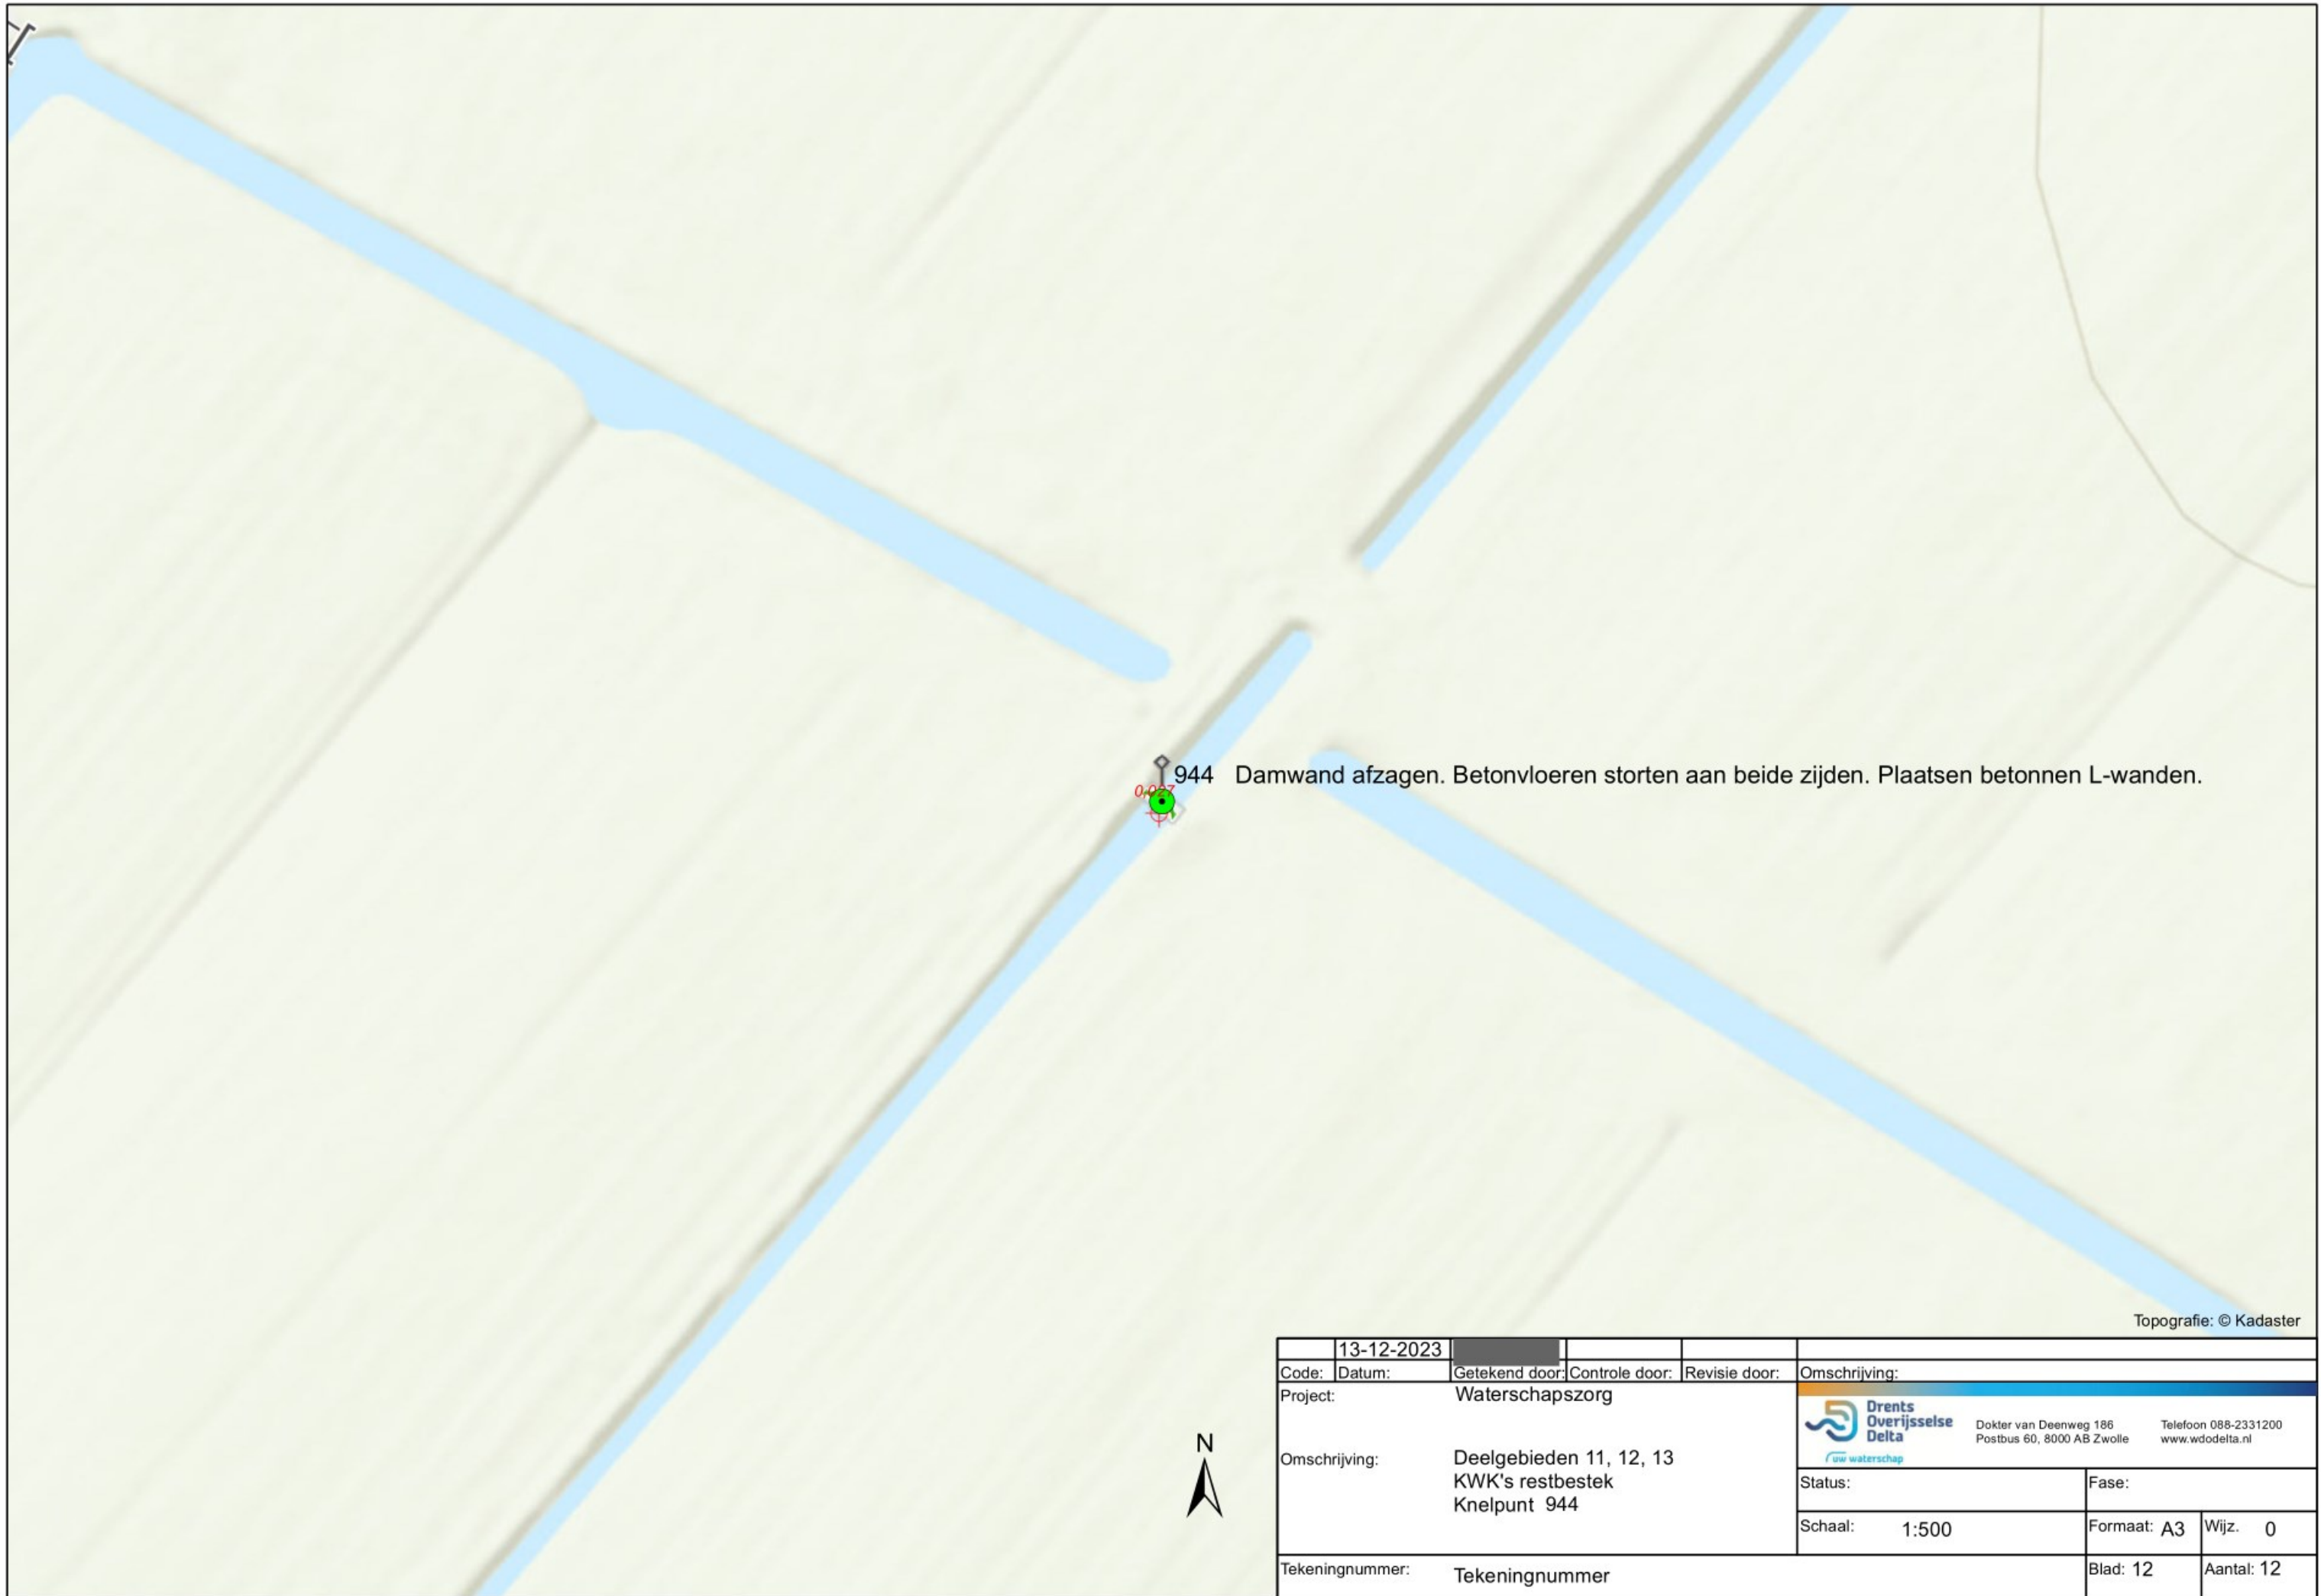 944 Damwand afzagen. Betonvloeren storten aan beide zijden. Plaatsen betonnen L-wanden.
Topografie: © Kadaster
N
13-12-2023
Code: Datum: Getekend door: Controle door: Revisie door: Omschrijving:
Project: Waterschapszorg
Omschrijving: Deelgebieden 11, 12, 13
KWK's restbestek
Knelpunt 944
Drents
Overijsselse
Delta
uw waterschap
Dokter van Deenweg 186 Telefoon 088-2331200
Postbus 60, 8000 AB Zwolle www.wdodelta.nl
Status: Fase:
Schaal: 1:500 Formaat: A3 Wijz. 0
Tekeningnummer: Tekeningnummer Blad: 12 Aantal: 12